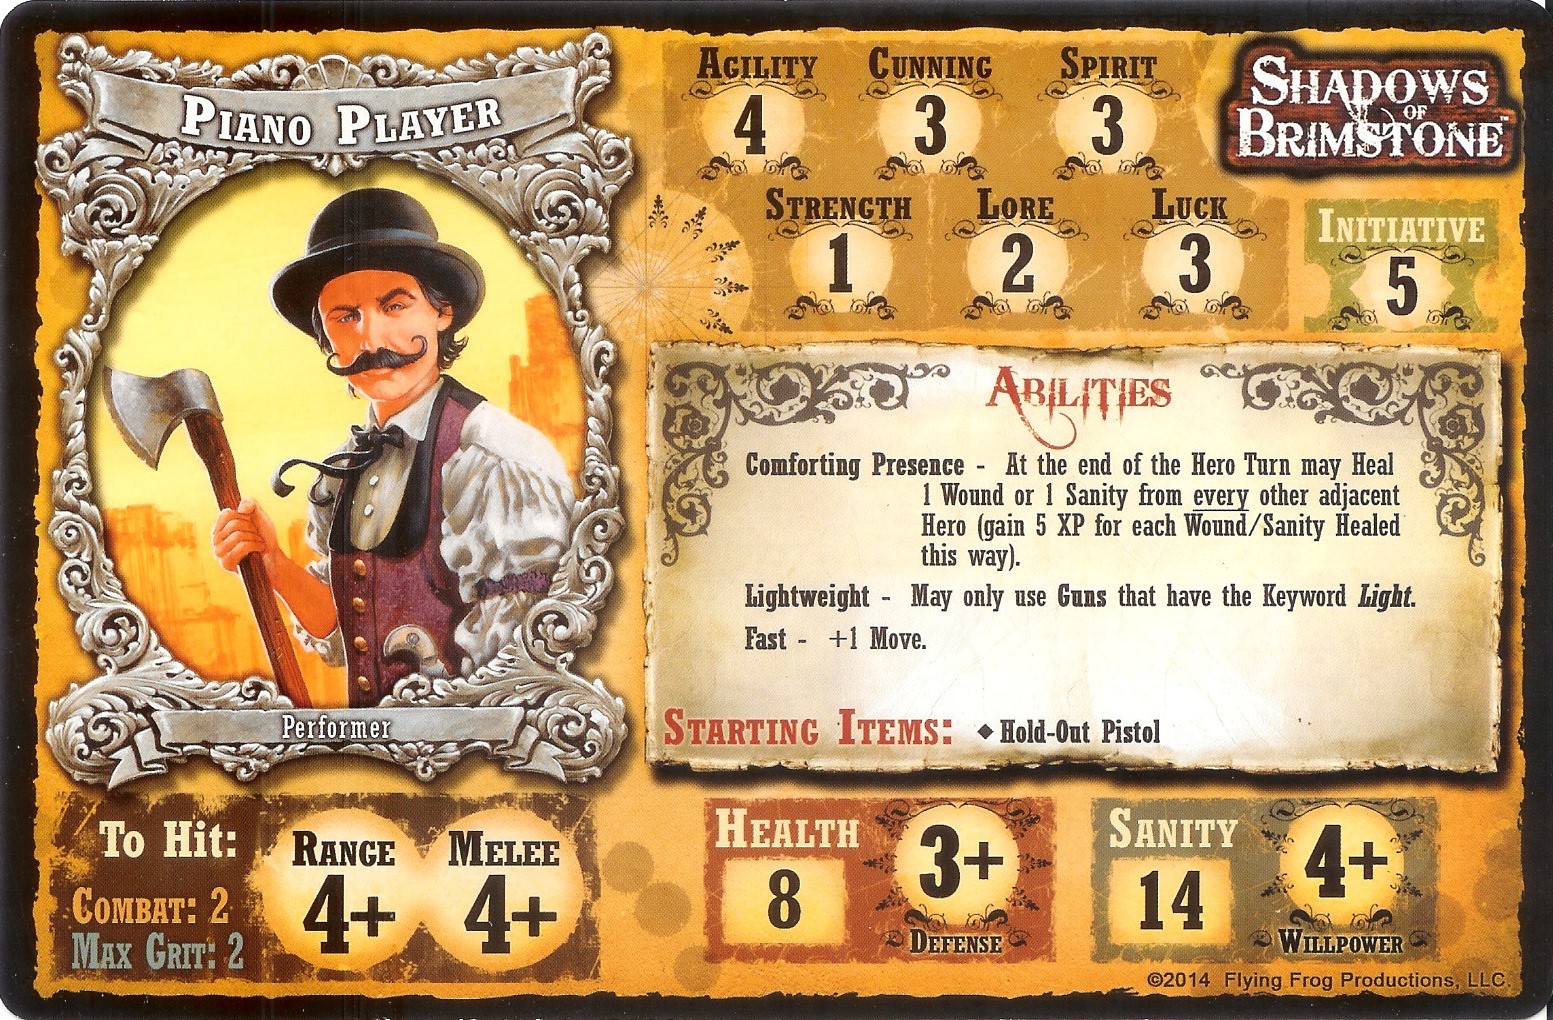 Piano Player
Performer
Agility
4
Cunning
3
Spirit
3
Shadows
of
Brimstone™
Strength
1
Lore
2
Luck
3
Initiative
5
Abilities
Comforting Presence - At the end of the Hero Turn may Heal
1 Wound or 1 Sanity from every other adjacent
Hero (gain 5 XP for each Wound/Sanity Healed
this way).
Lightweight - May only use Guns that have the Keyword Light.
Fast - +1 Move.
Starting Items: ◆ Hold-Out Pistol
To Hit:
Combat: 2
Max Grit: 2
Range
4+
Melee
4+
Health
8
3+
Defense
Sanity
14
4+
Willpower
©2014 Flying Frog Productions, LLC.